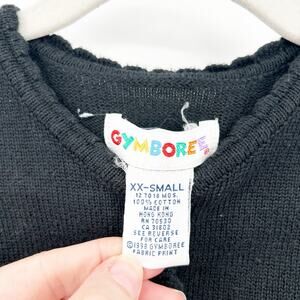 GYMBOREE
XX-SMALL
12 TO 18 MOS.
100% COTTON
MADE IN
HONG KONG
RN 70530
CA 31802
SEE REVERSE
FOR CARE
©1998 GYMBOREE
FABRIC PRINT